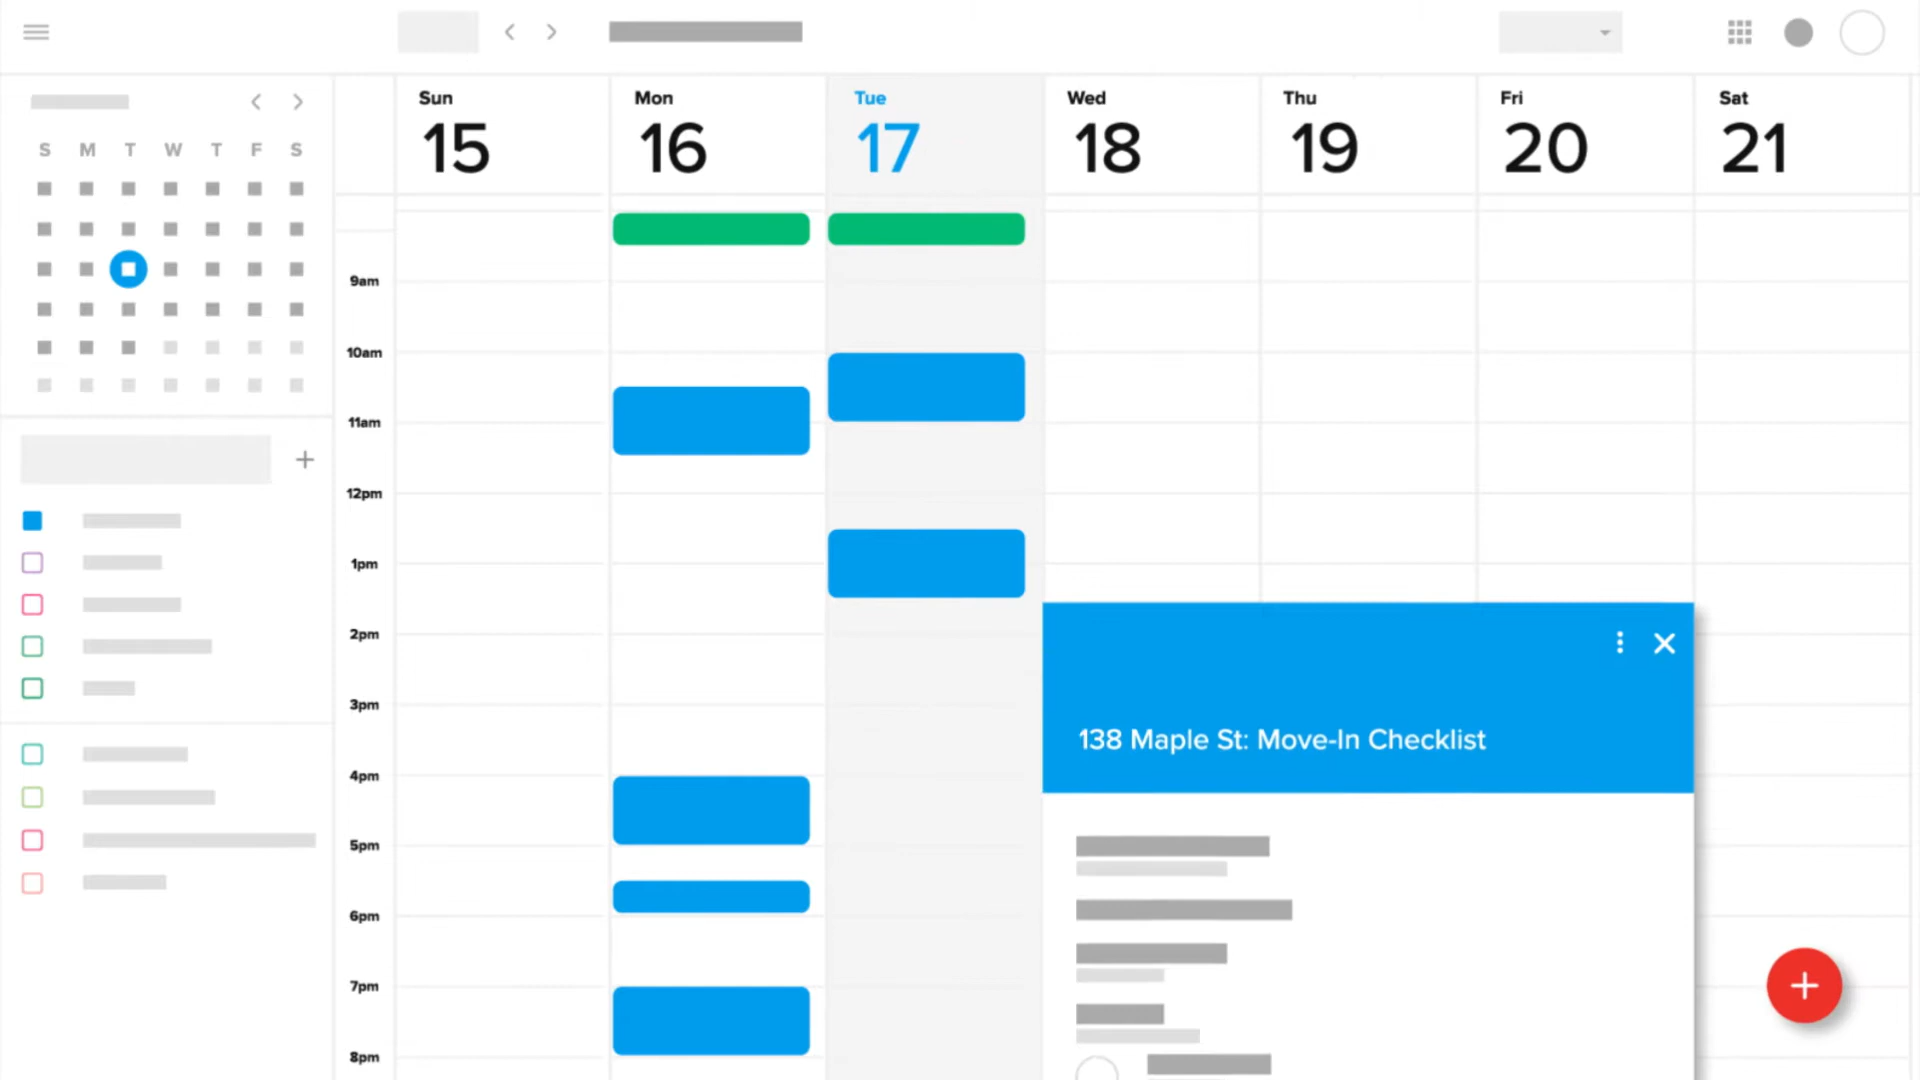 Sun Mon Tue Wed Thu Fri Sat
15 16 17 18 19 20 21
S M T W T F S
9am
10am
11am
12pm
1pm
2pm
3pm
138 Maple St: Move-In Checklist
4pm
5pm
6pm
7pm
8pm